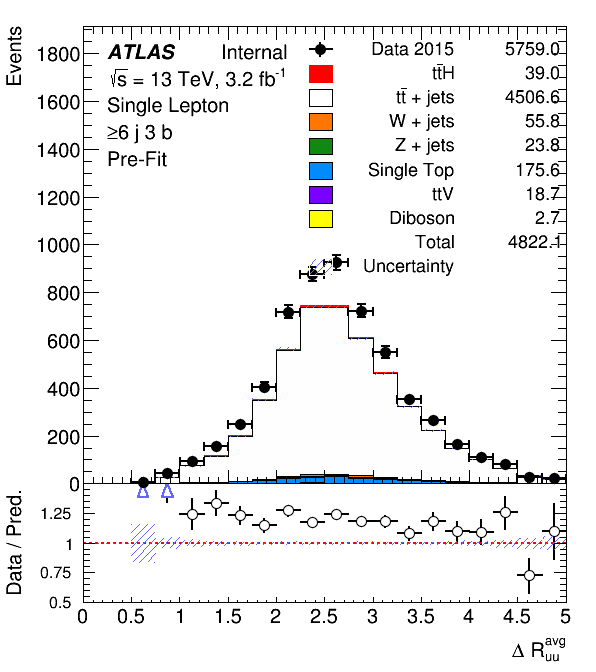 Events
1800
1600
1400
1200
1000
800
600
400
200
0
ATLAS Internal
√s = 13 TeV, 3.2 fb-1
Single Lepton
≥6 j 3 b
Pre-Fit
Data 2015 5759.0
tt̄H 39.0
tt̄ + jets 4506.6
W + jets 55.8
Z + jets 23.8
Single Top 175.6
ttV 18.7
Diboson 2.7
Total 4822.1
Uncertainty
Data / Pred.
1.25
1
0.75
0.5
0 0.5 1 1.5 2 2.5 3 3.5 4 4.5 5
Δ R avg uu